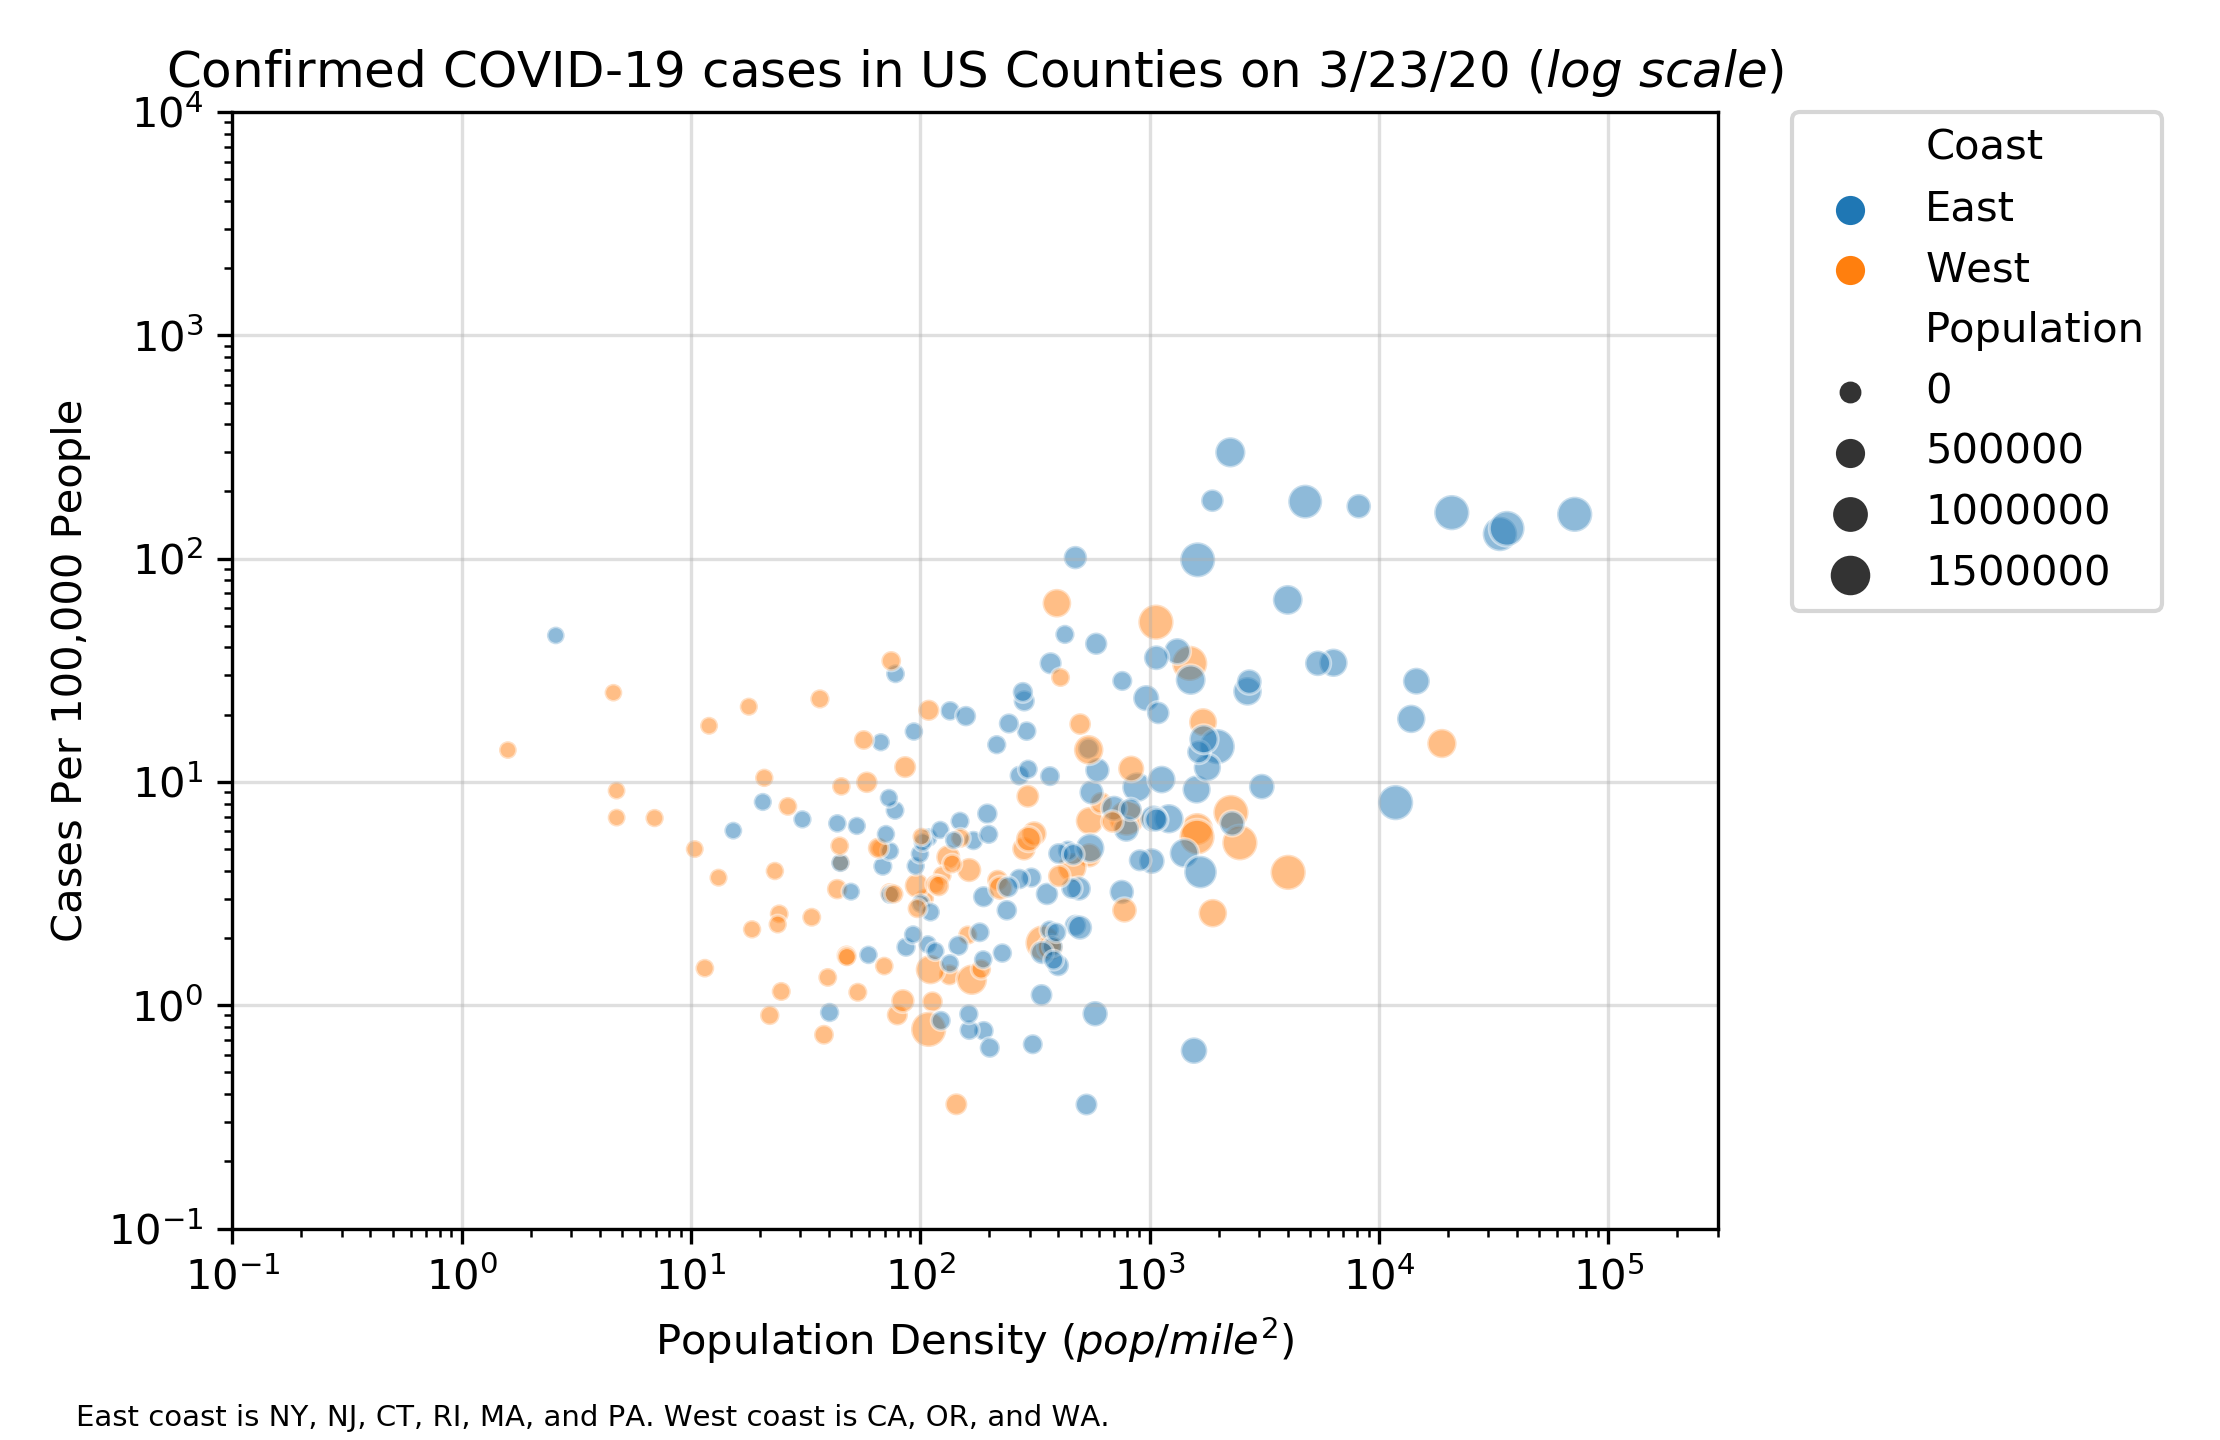 Confirmed COVID-19 cases in US Counties on 3/23/20 (log scale)
Cases Per 100,000 People
10⁴
10³
10²
10¹
10⁰
10⁻¹
10⁻¹ 10⁰ 10¹ 10² 10³ 10⁴ 10⁵
Population Density (pop/mile²)
Coast
East
West
Population
0
500000
1000000
1500000
East coast is NY, NJ, CT, RI, MA, and PA. West coast is CA, OR, and WA.